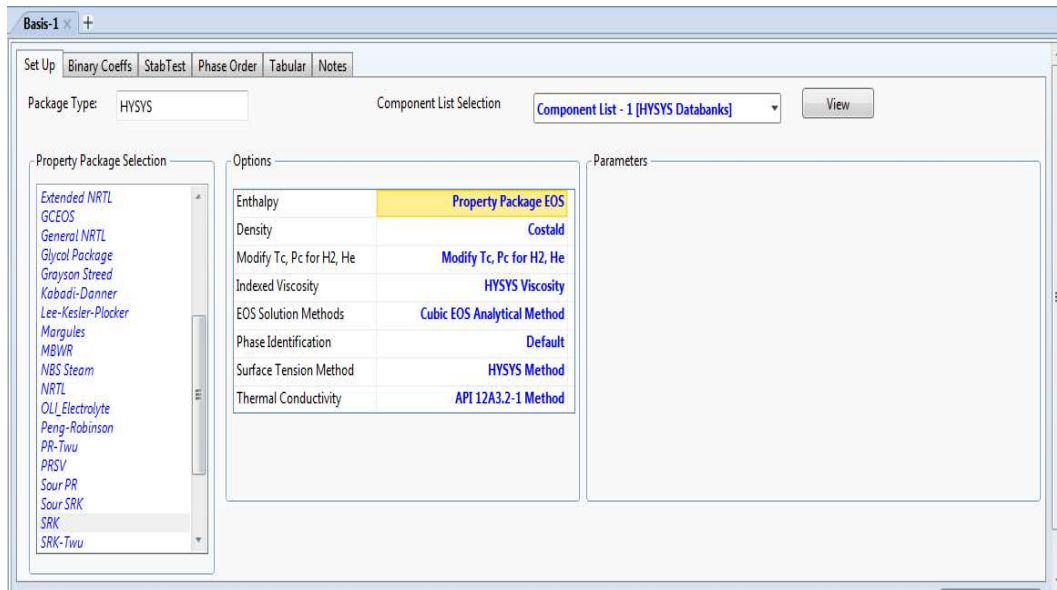 Basis-1 × +
Set Up Binary Coeffs StabTest Phase Order Tabular Notes
Package Type: HYSYS Component List Selection Component List - 1 [HYSYS Databanks] View
Property Package Selection
Extended NRTL
GCEOS
General NRTL
Glycol Package
Grayson Streed
Kabadi-Danner
Lee-Kesler-Plocker
Margules
MBWR
NBS Steam
NRTL
OLI_Electrolyte
Peng-Robinson
PR-Twu
PRSV
Sour PR
Sour SRK
SRK
SRK-Twu
Options
Enthalpy Property Package EOS
Density Costald
Modify Tc, Pc for H2, He Modify Tc, Pc for H2, He
Indexed Viscosity HYSYS Viscosity
EOS Solution Methods Cubic EOS Analytical Method
Phase Identification Default
Surface Tension Method HYSYS Method
Thermal Conductivity API 12A3.2-1 Method
Parameters